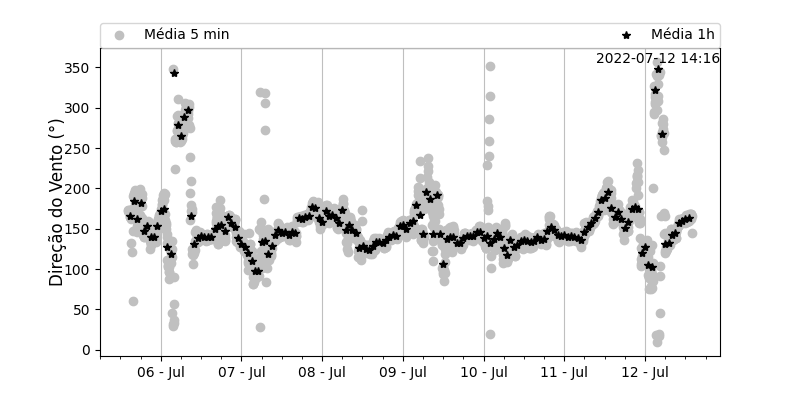 Média 5 min
Média 1h
2022-07-12 14:16
Direção do Vento (°)
350
300
250
200
150
100
50
0
06 - Jul
07 - Jul
08 - Jul
09 - Jul
10 - Jul
11 - Jul
12 - Jul